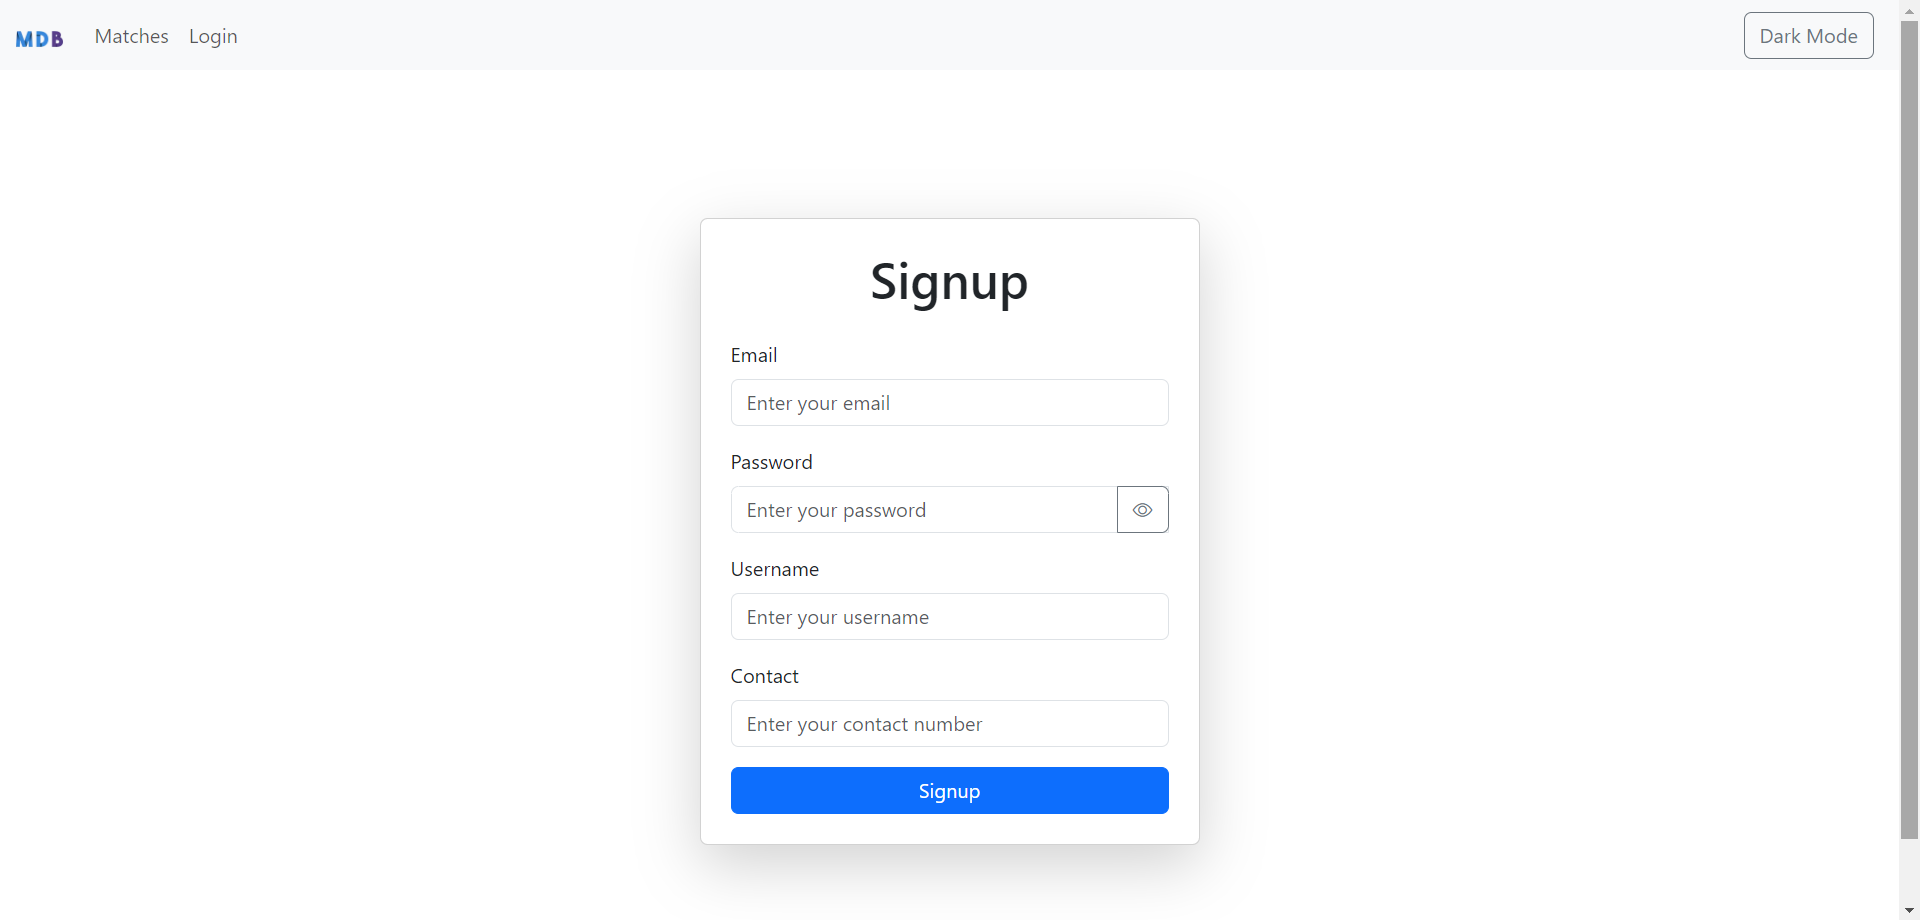 MDB Matches Login Dark Mode
Signup
Email
Enter your email
Password
Enter your password
Username
Enter your username
Contact
Enter your contact number
Signup